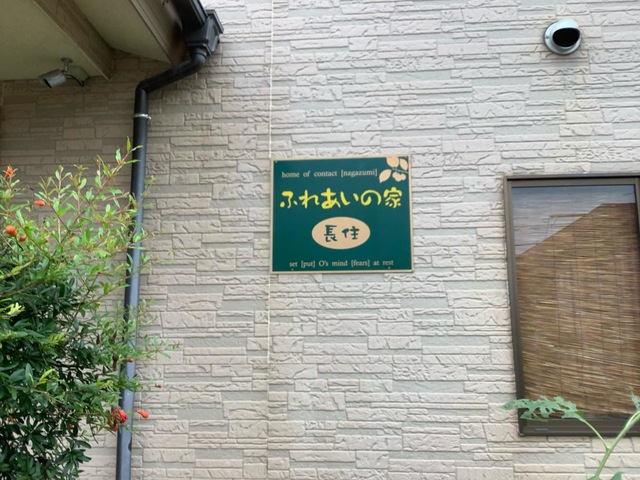 home of contact [nagazumi]
ふれあいの家
長住
set [put] O's mind [fears] at rest